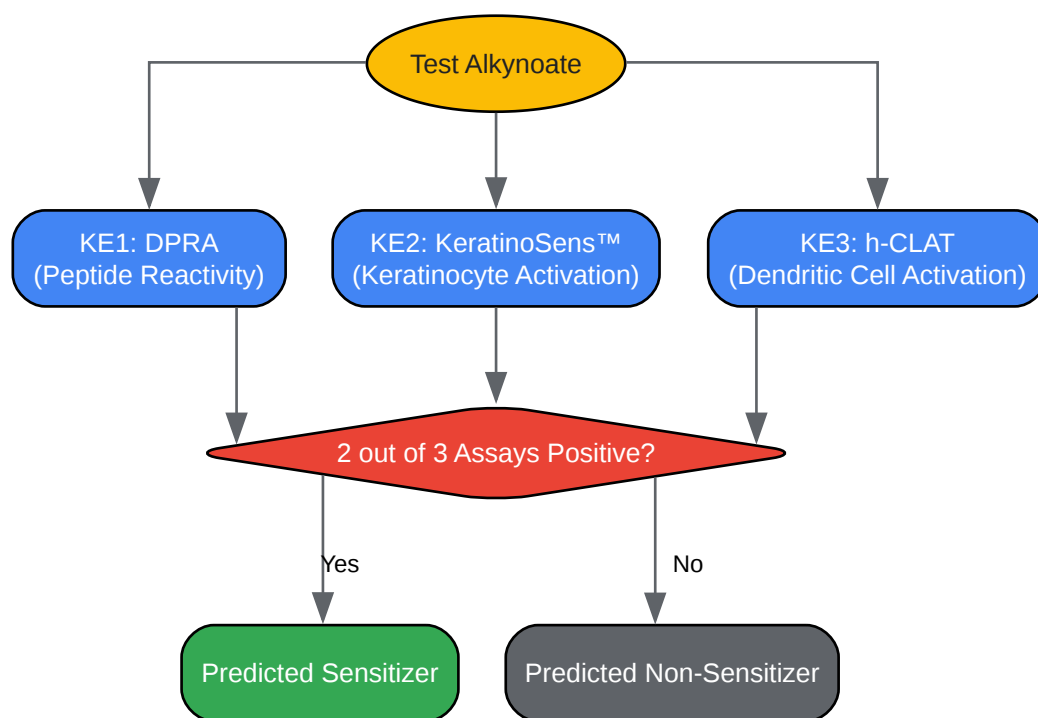 Test Alkynoate
KE1: DPRA
(Peptide Reactivity)
KE2: KeratinoSens™
(Keratinocyte Activation)
KE3: h-CLAT
(Dendritic Cell Activation)
2 out of 3 Assays Positive?
Yes
No
Predicted Sensitizer
Predicted Non-Sensitizer